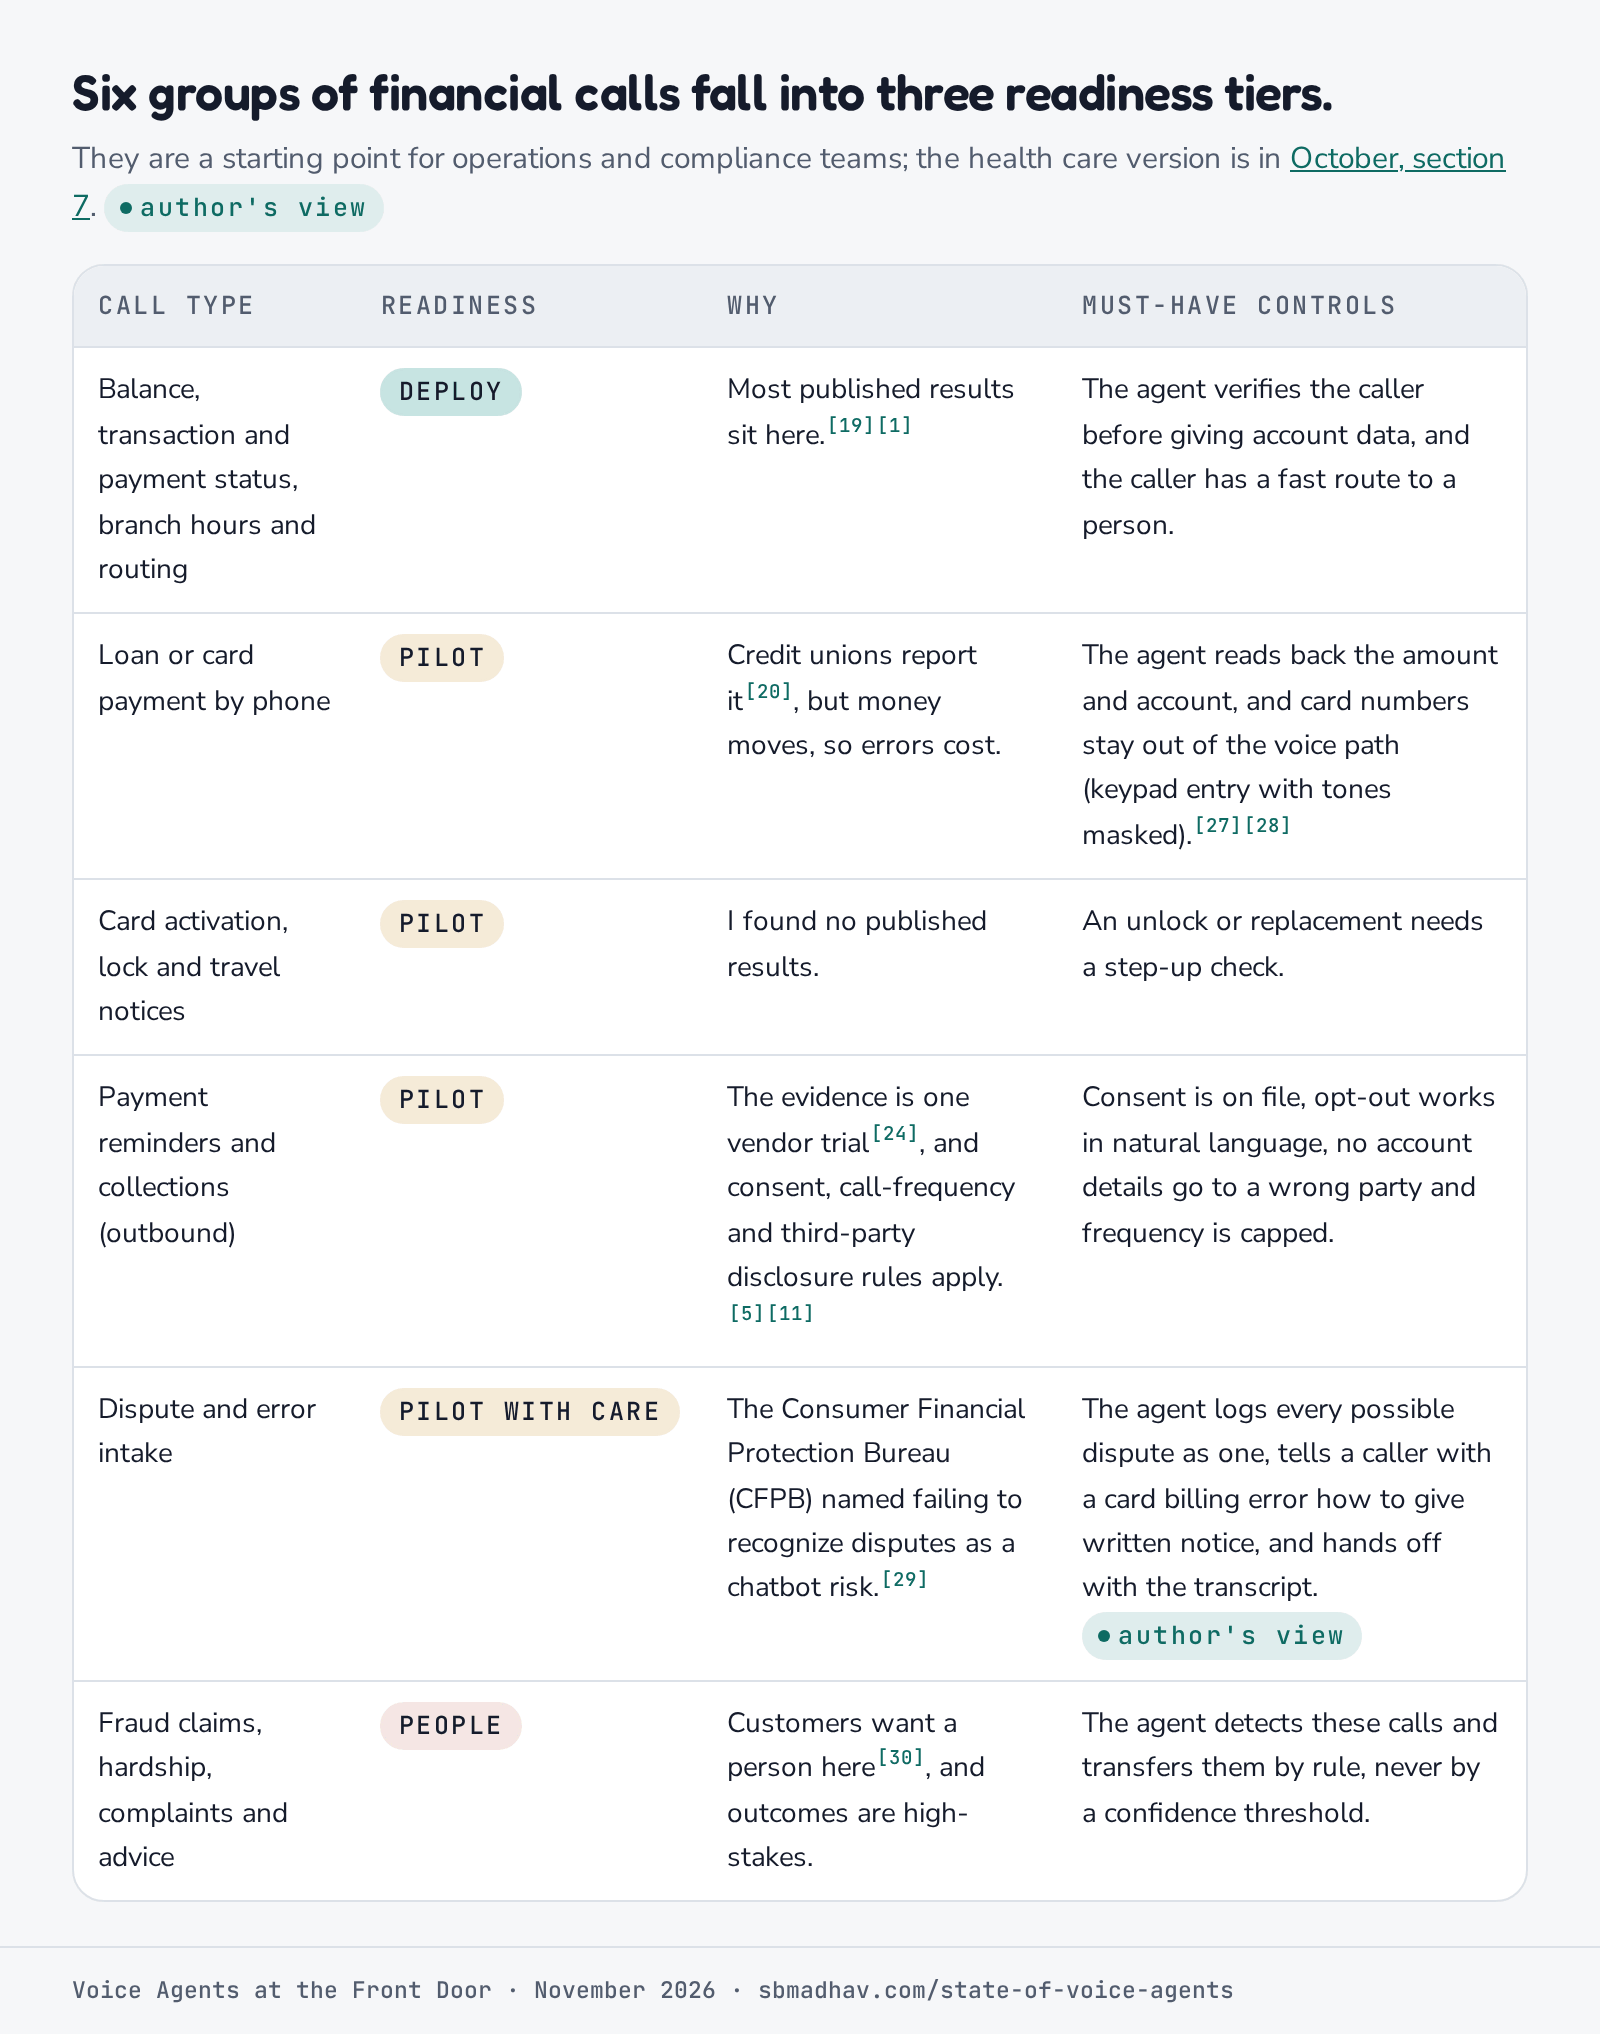 Six groups of financial calls fall into three readiness tiers.
They are a starting point for operations and compliance teams; the health care version is in October, section
7. author's view
CALL TYPE READINESS WHY MUST-HAVE CONTROLS
Balance,
transaction and
payment status,
branch hours and
routing
DEPLOY
Most published results
sit here.[19][1]
The agent verifies the caller
before giving account data, and
the caller has a fast route to a
person.
Loan or card
payment by phone
PILOT
Credit unions report
it[20], but money
moves, so errors cost.
The agent reads back the amount
and account, and card numbers
stay out of the voice path
(keypad entry with tones
masked).[27][28]
Card activation,
lock and travel
notices
PILOT
I found no published
results.
An unlock or replacement needs
a step-up check.
Payment
reminders and
collections
(outbound)
PILOT
The evidence is one
vendor trial[24], and
consent, call-frequency
and third-party
disclosure rules apply.
[5][11]
Consent is on file, opt-out works
in natural language, no account
details go to a wrong party and
frequency is capped.
Dispute and error
intake
PILOT WITH CARE
The Consumer Financial
Protection Bureau
(CFPB) named failing to
recognize disputes as a
chatbot risk.[29]
The agent logs every possible
dispute as one, tells a caller with
a card billing error how to give
written notice, and hands off
with the transcript.
author's view
Fraud claims,
hardship,
complaints and
advice
PEOPLE
Customers want a
person here[30], and
outcomes are high-
stakes.
The agent detects these calls and
transfers them by rule, never by
a confidence threshold.
Voice Agents at the Front Door · November 2026 · sbmadhav.com/state-of-voice-agents